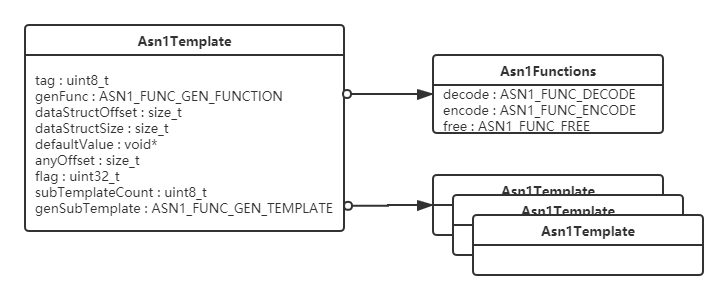 Asn1Template
tag : uint8_t
genFunc : ASN1_FUNC_GEN_FUNCTION
dataStructOffset : size_t
dataStructSize : size_t
defaultValue : void*
anyOffset : size_t
flag : uint32_t
subTemplateCount : uint8_t
genSubTemplate : ASN1_FUNC_GEN_TEMPLATE
Asn1Functions
decode : ASN1_FUNC_DECODE
encode : ASN1_FUNC_ENCODE
free : ASN1_FUNC_FREE
Asn1Template
Asn1Template
Asn1Template